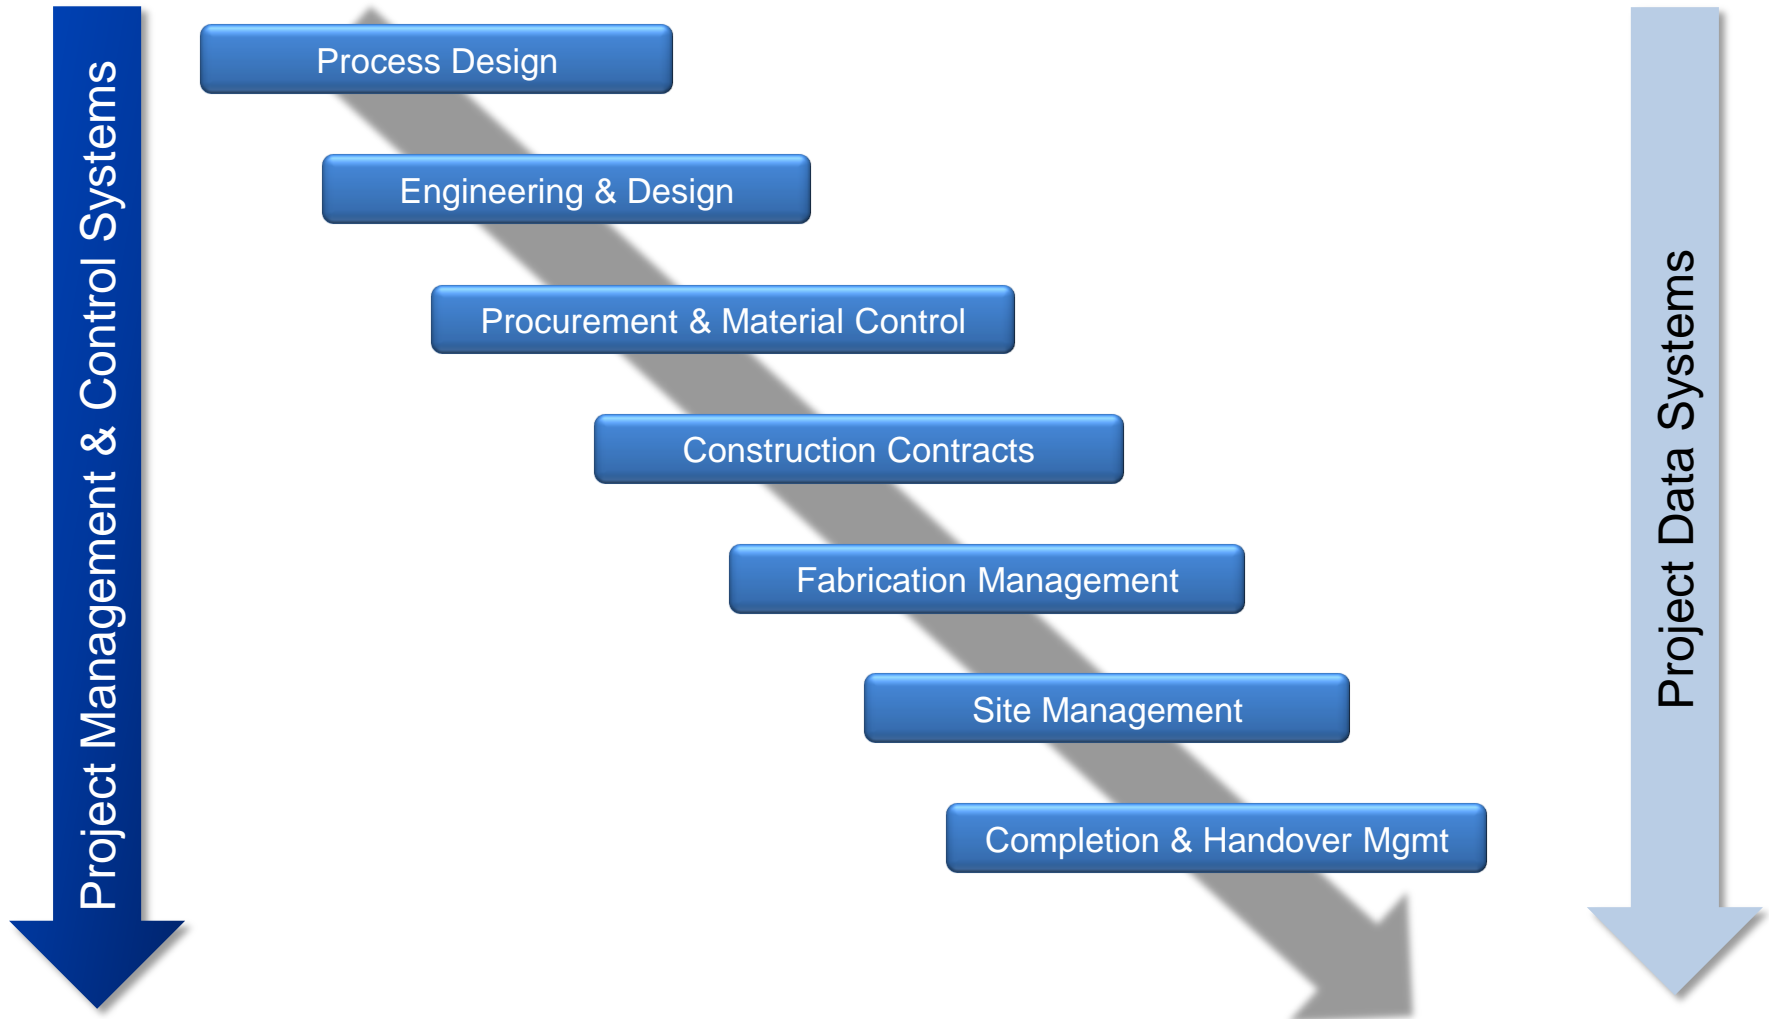 Project Management & Control Systems
Process Design
Engineering & Design
Procurement & Material Control
Construction Contracts
Fabrication Management
Site Management
Completion & Handover Mgmt
Project Data Systems